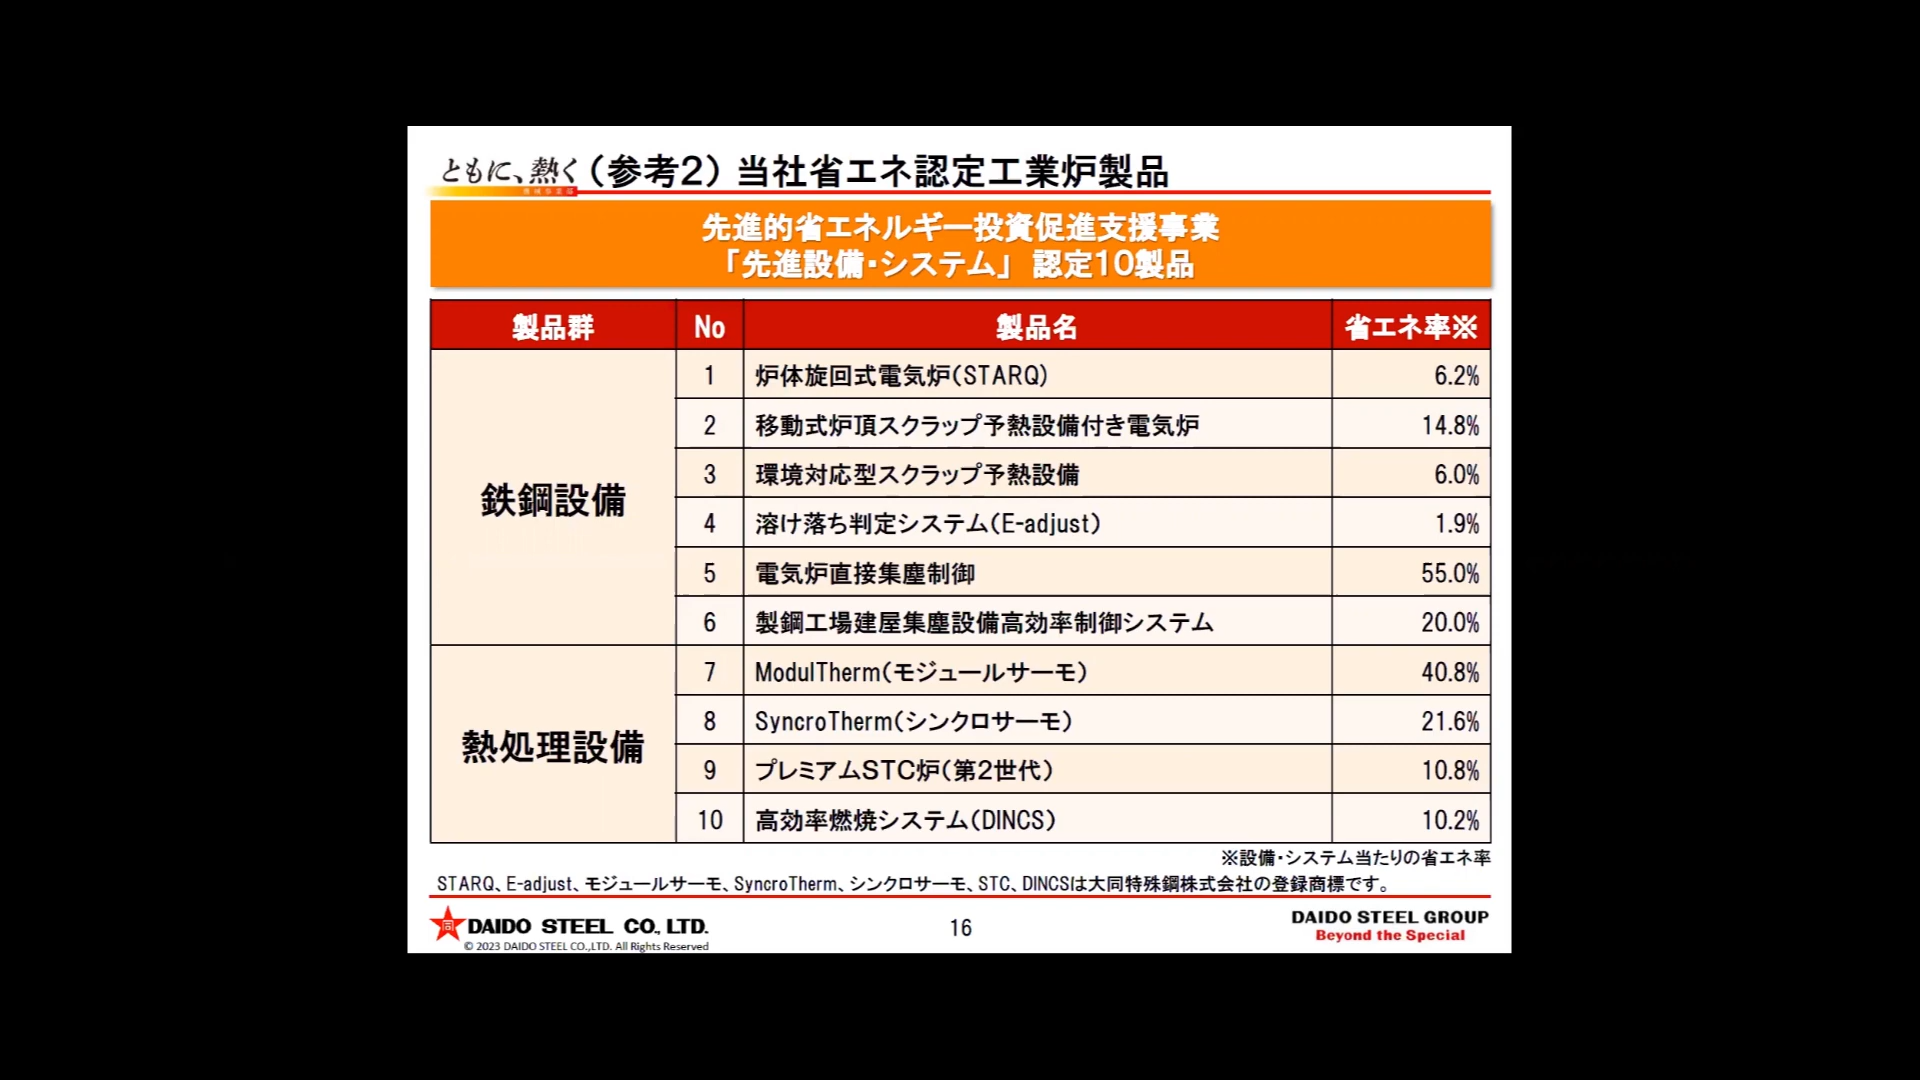 ともに、熱く(参考2) 当社省エネ認定工業炉製品
機械事業部
先進的省エネルギー投資促進支援事業
「先進設備・システム」 認定10製品
製品群 No 製品名 省エネ率※
鉄鋼設備
1 炉体旋回式電気炉(STARQ) 6.2%
2 移動式炉頂スクラップ予熱設備付き電気炉 14.8%
3 環境対応型スクラップ予熱設備 6.0%
4 溶け落ち判定システム(E-adjust) 1.9%
5 電気炉直接集塵制御 55.0%
6 製鋼工場建屋集塵設備高効率制御システム 20.0%
熱処理設備
7 ModulTherm(モジュールサーモ) 40.8%
8 SyncroTherm(シンクロサーモ) 21.6%
9 プレミアムSTC炉(第2世代) 10.8%
10 高効率燃焼システム(DINCS) 10.2%
※設備・システム当たりの省エネ率
STARQ、E-adjust、モジュールサーモ、SyncroTherm、シンクロサーモ、STC、DINCSは大同特殊鋼株式会社の登録商標です。
同 DAIDO STEEL CO., LTD.
© 2023 DAIDO STEEL CO.,LTD. All Rights Reserved
16
DAIDO STEEL GROUP
Beyond the Special